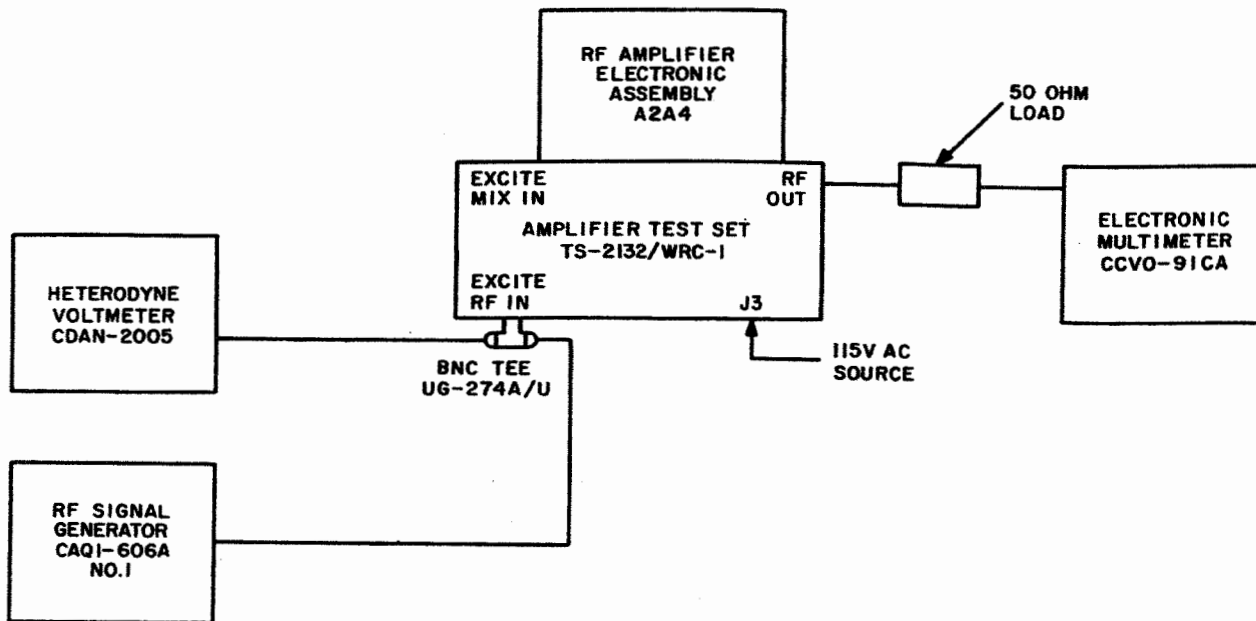 RF AMPLIFIER
ELECTRONIC
ASSEMBLY
A2A4
50 OHM
LOAD
EXCITE
MIX IN
RF
OUT
AMPLIFIER TEST SET
TS-2132/WRC-1
EXCITE
RF IN
J3
ELECTRONIC
MULTIMETER
CCVO-91CA
HETERODYNE
VOLTMETER
CDAN-2005
BNC TEE
UG-274A/U
115V AC
SOURCE
RF SIGNAL
GENERATOR
CAQI-606A
NO.1